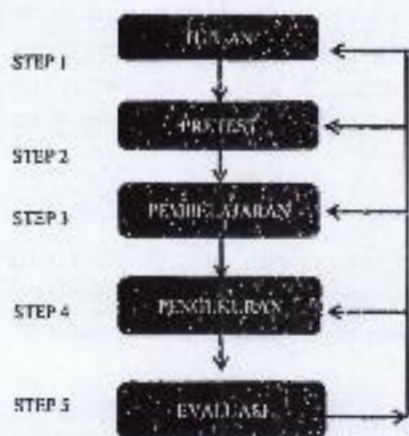 TUJUAN
STEP 1
PRETEST
STEP 2
PEMBELAJARAN
STEP 3
PENGUKURAN
STEP 4
STEP 5
EVALUASI